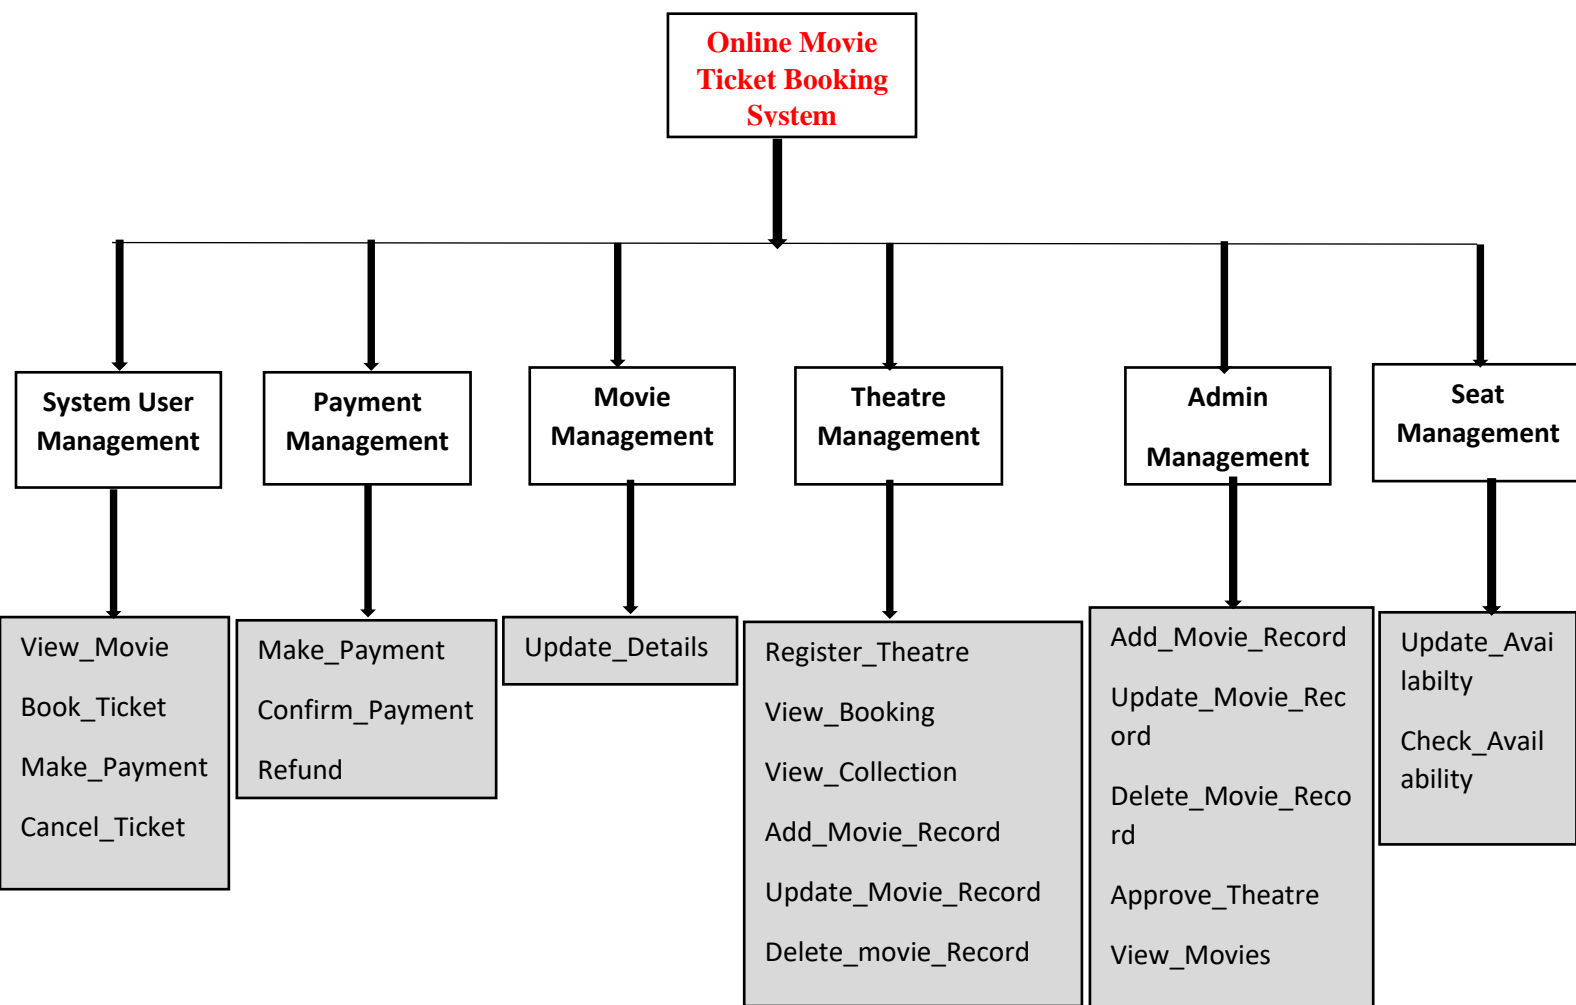 Online Movie
Ticket Booking
System
System User
Management
Payment
Management
Movie
Management
Theatre
Management
Admin
Management
Seat
Management
View_Movie
Book_Ticket
Make_Payment
Cancel_Ticket
Make_Payment
Confirm_Payment
Refund
Update_Details
Register_Theatre
View_Booking
View_Collection
Add_Movie_Record
Update_Movie_Record
Delete_movie_Record
Add_Movie_Record
Update_Movie_Rec
ord
Delete_Movie_Reco
rd
Approve_Theatre
View_Movies
Update_Avai
labilty
Check_Avail
ability